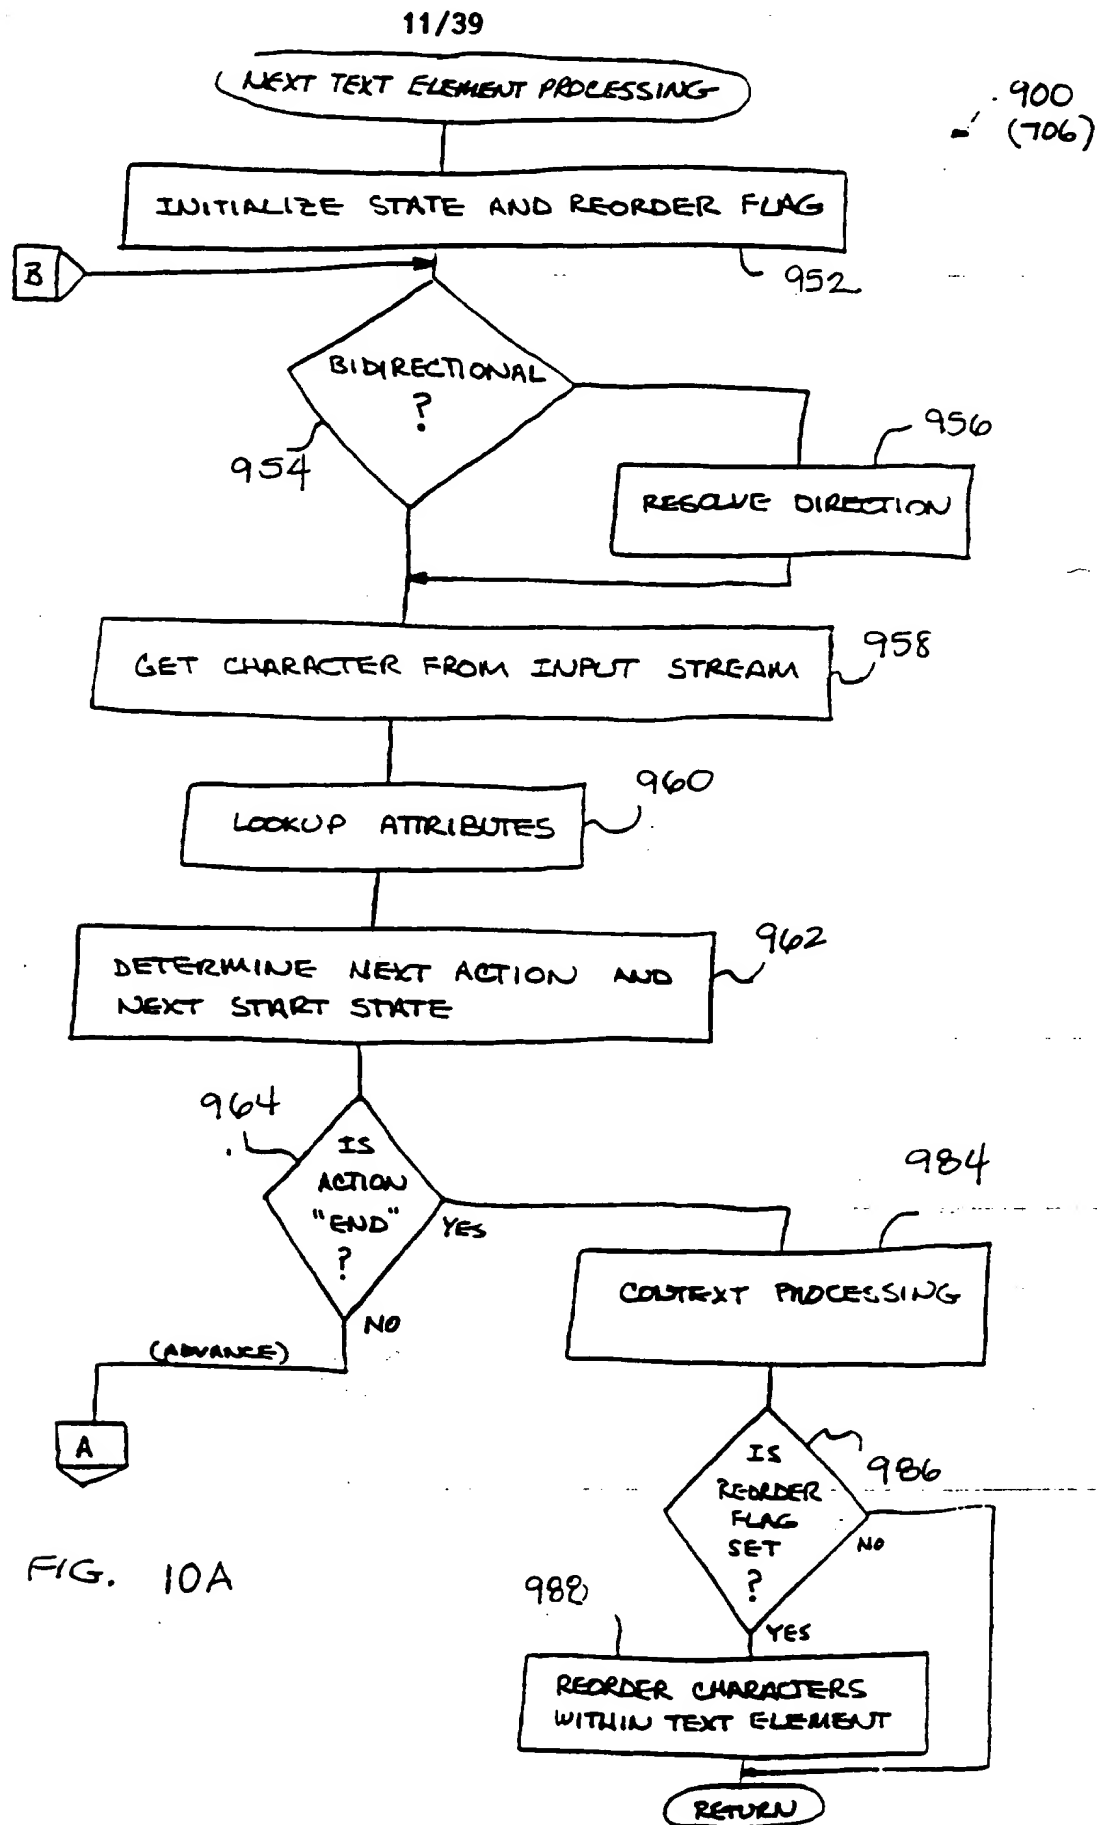 11/39
NEXT TEXT ELEMENT PROCESSING
900
(706)
INITIALIZE STATE AND REORDER FLAG
952
B
BIDIRECTIONAL
?
954
956
RESOLVE DIRECTION
GET CHARACTER FROM INPUT STREAM
958
LOOKUP ATTRIBUTES
960
DETERMINE NEXT ACTION AND
NEXT START STATE
962
964
IS
ACTION
"END"
?
YES
NO
(ADVANCE)
A
984
CONTEXT PROCESSING
IS
REORDER
FLAG
SET
?
986
NO
YES
988
REORDER CHARACTERS
WITHIN TEXT ELEMENT
RETURN
FIG. 10A